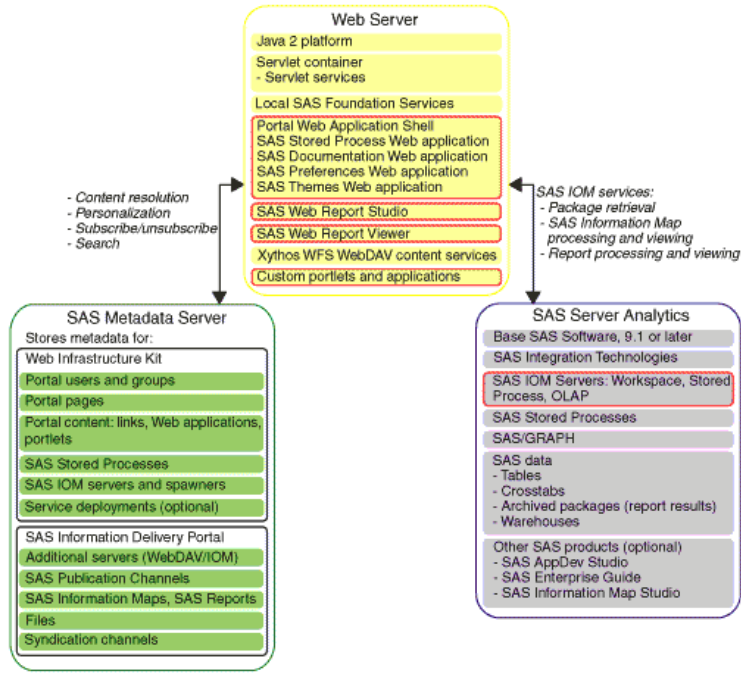 Web Server
Java 2 platform
Servlet container
- Servlet services
Local SAS Foundation Services
Portal Web Application Shell
SAS Stored Process Web application
SAS Documentation Web application
SAS Preferences Web application
SAS Themes Web application
SAS Web Report Studio
SAS Web Report Viewer
Xythos WFS WebDAV content services
Custom portlets and applications
- Content resolution
- Personalization
- Subscribe/unsubscribe
- Search
SAS IOM services:
- Package retrieval
- SAS Information Map
processing and viewing
- Report processing and viewing
SAS Metadata Server
Stores metadata for:
Web Infrastructure Kit
Portal users and groups
Portal pages
Portal content: links, Web applications,
portlets
SAS Stored Processes
SAS IOM servers and spawners
Service deployments (optional)
SAS Information Delivery Portal
Additional servers (WebDAV/IOM)
SAS Publication Channels
SAS Information Maps, SAS Reports
Files
Syndication channels
SAS Server Analytics
Base SAS Software, 9.1 or later
SAS Integration Technologies
SAS IOM Servers: Workspace, Stored
Process, OLAP
SAS Stored Processes
SAS/GRAPH
SAS data
- Tables
- Crosstabs
- Archived packages (report results)
- Warehouses
Other SAS products (optional)
- SAS AppDev Studio
- SAS Enterprise Guide
- SAS Information Map Studio